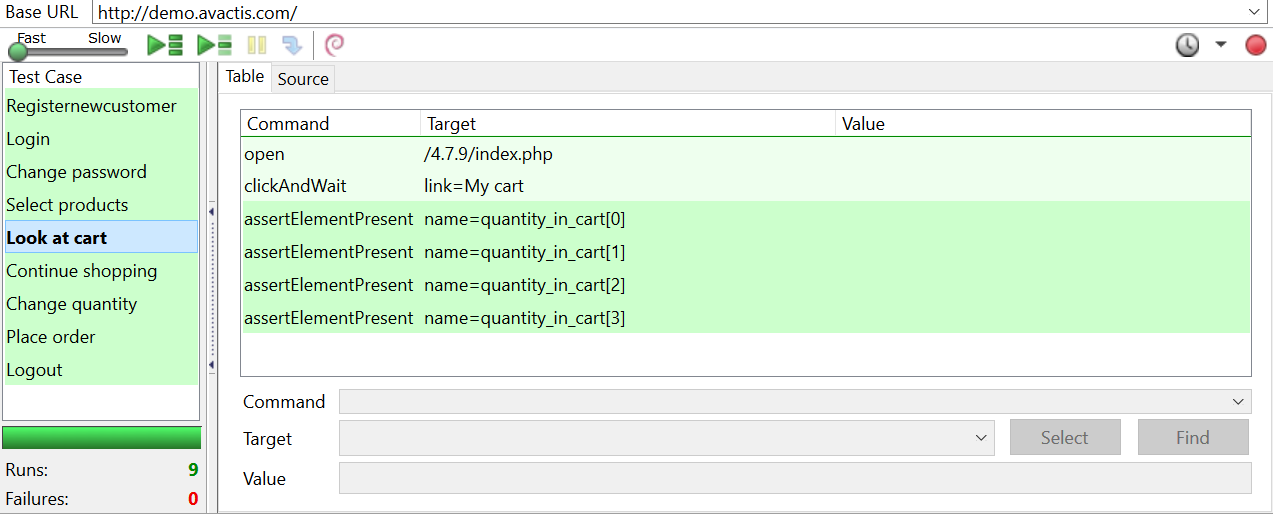 Base URL http://demo.avactis.com/
Fast Slow
Test Case
Registernewcustomer
Login
Change password
Select products
Look at cart
Continue shopping
Change quantity
Place order
Logout
Runs: 9
Failures: 0
Table Source
Command Target Value
open /4.7.9/index.php
clickAndWait link=My cart
assertElementPresent name=quantity_in_cart[0]
assertElementPresent name=quantity_in_cart[1]
assertElementPresent name=quantity_in_cart[2]
assertElementPresent name=quantity_in_cart[3]
Command
Target Select Find
Value